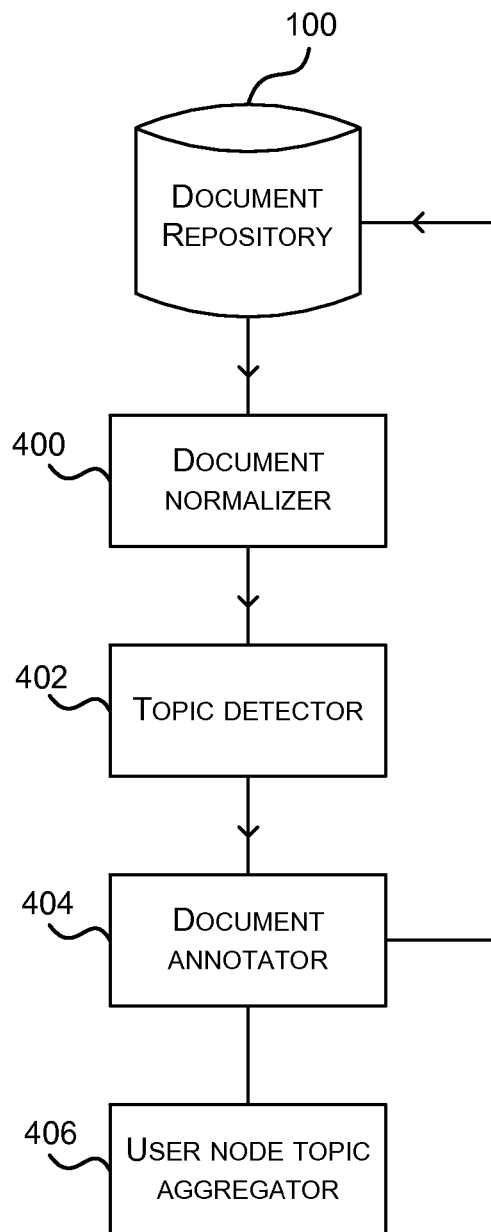 100
DOCUMENT
REPOSITORY
400
DOCUMENT
NORMALIZER
402
TOPIC DETECTOR
404
DOCUMENT
ANNOTATOR
406
USER NODE TOPIC
AGGREGATOR